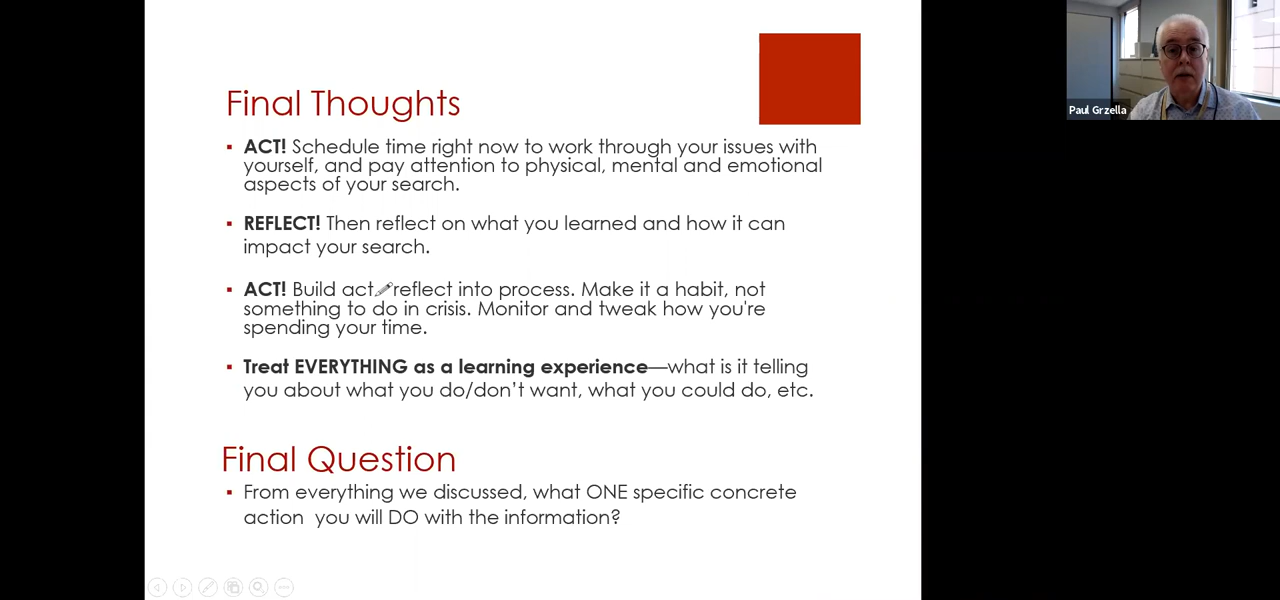 Final Thoughts
▪ ACT! Schedule time right now to work through your issues with
yourself, and pay attention to physical, mental and emotional
aspects of your search.
▪ REFLECT! Then reflect on what you learned and how it can
impact your search.
▪ ACT! Build act/reflect into process. Make it a habit, not
something to do in crisis. Monitor and tweak how you're
spending your time.
▪ Treat EVERYTHING as a learning experience—what is it telling
you about what you do/don’t want, what you could do, etc.
Final Question
▪ From everything we discussed, what ONE specific concrete
action you will DO with the information?
Paul Grzella